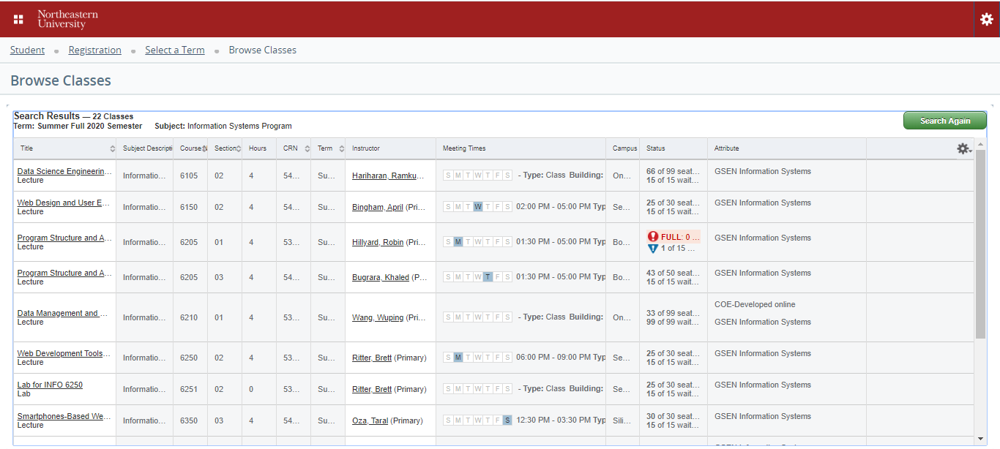 Northeastern
University
Student Registration Select a Term Browse Classes
Browse Classes
Search Results — 22 Classes
Term: Summer Full 2020 Semester Subject: Information Systems Program
Search Again
Title Subject Descripti Course Section Hours CRN Term Instructor Meeting Times Campus Status Attribute
Data Science Engineerin...
Lecture
Informatio... 6105 02 4 54... Su... Hariharan, Ramku... S M T W T F S - Type: Class Building: On...
66 of 99 seat...
15 of 15 wait...
GSEN Information Systems
Web Design and User E...
Lecture
Informatio... 6150 02 4 54... Su... Bingham, April (Pri... S M T W T F S 02:00 PM - 05:00 PM Typ Se...
25 of 30 seat...
15 of 15 wait...
GSEN Information Systems
Program Structure and A...
Lecture
Informatio... 6205 01 4 53... Su... Hillyard, Robin (Pri... S M T W T F S 01:30 PM - 05:00 PM Typ Bo...
FULL: 0 ...
1 of 15 ...
GSEN Information Systems
Program Structure and A...
Lecture
Informatio... 6205 03 4 54... Su... Bugrara, Khaled (P... S M T W T F S 01:30 PM - 05:00 PM Typ Bo...
43 of 50 seat...
15 of 15 wait...
GSEN Information Systems
Data Management and ...
Lecture
Informatio... 6210 01 4 53... Su... Wang, Wuping (Pri... S M T W T F S - Type: Class Building: On...
33 of 99 seat...
99 of 99 wait...
COE-Developed online
GSEN Information Systems
Web Development Tools...
Lecture
Informatio... 6250 02 4 53... Su... Ritter, Brett (Primary) S M T W T F S 06:00 PM - 09:00 PM Typ Se...
25 of 30 seat...
15 of 15 wait...
GSEN Information Systems
Lab for INFO 6250
Lab
Informatio... 6251 02 0 53... Su... Ritter, Brett (Primary) S M T W T F S - Type: Class Building: Se...
25 of 30 seat...
15 of 15 wait...
GSEN Information Systems
Smartphones-Based We...
Lecture
Informatio... 6350 03 4 54... Su... Oza, Taral (Primary) S M T W T F S 12:30 PM - 03:30 PM Typ Sili...
30 of 30 seat...
15 of 15 wait...
GSEN Information Systems